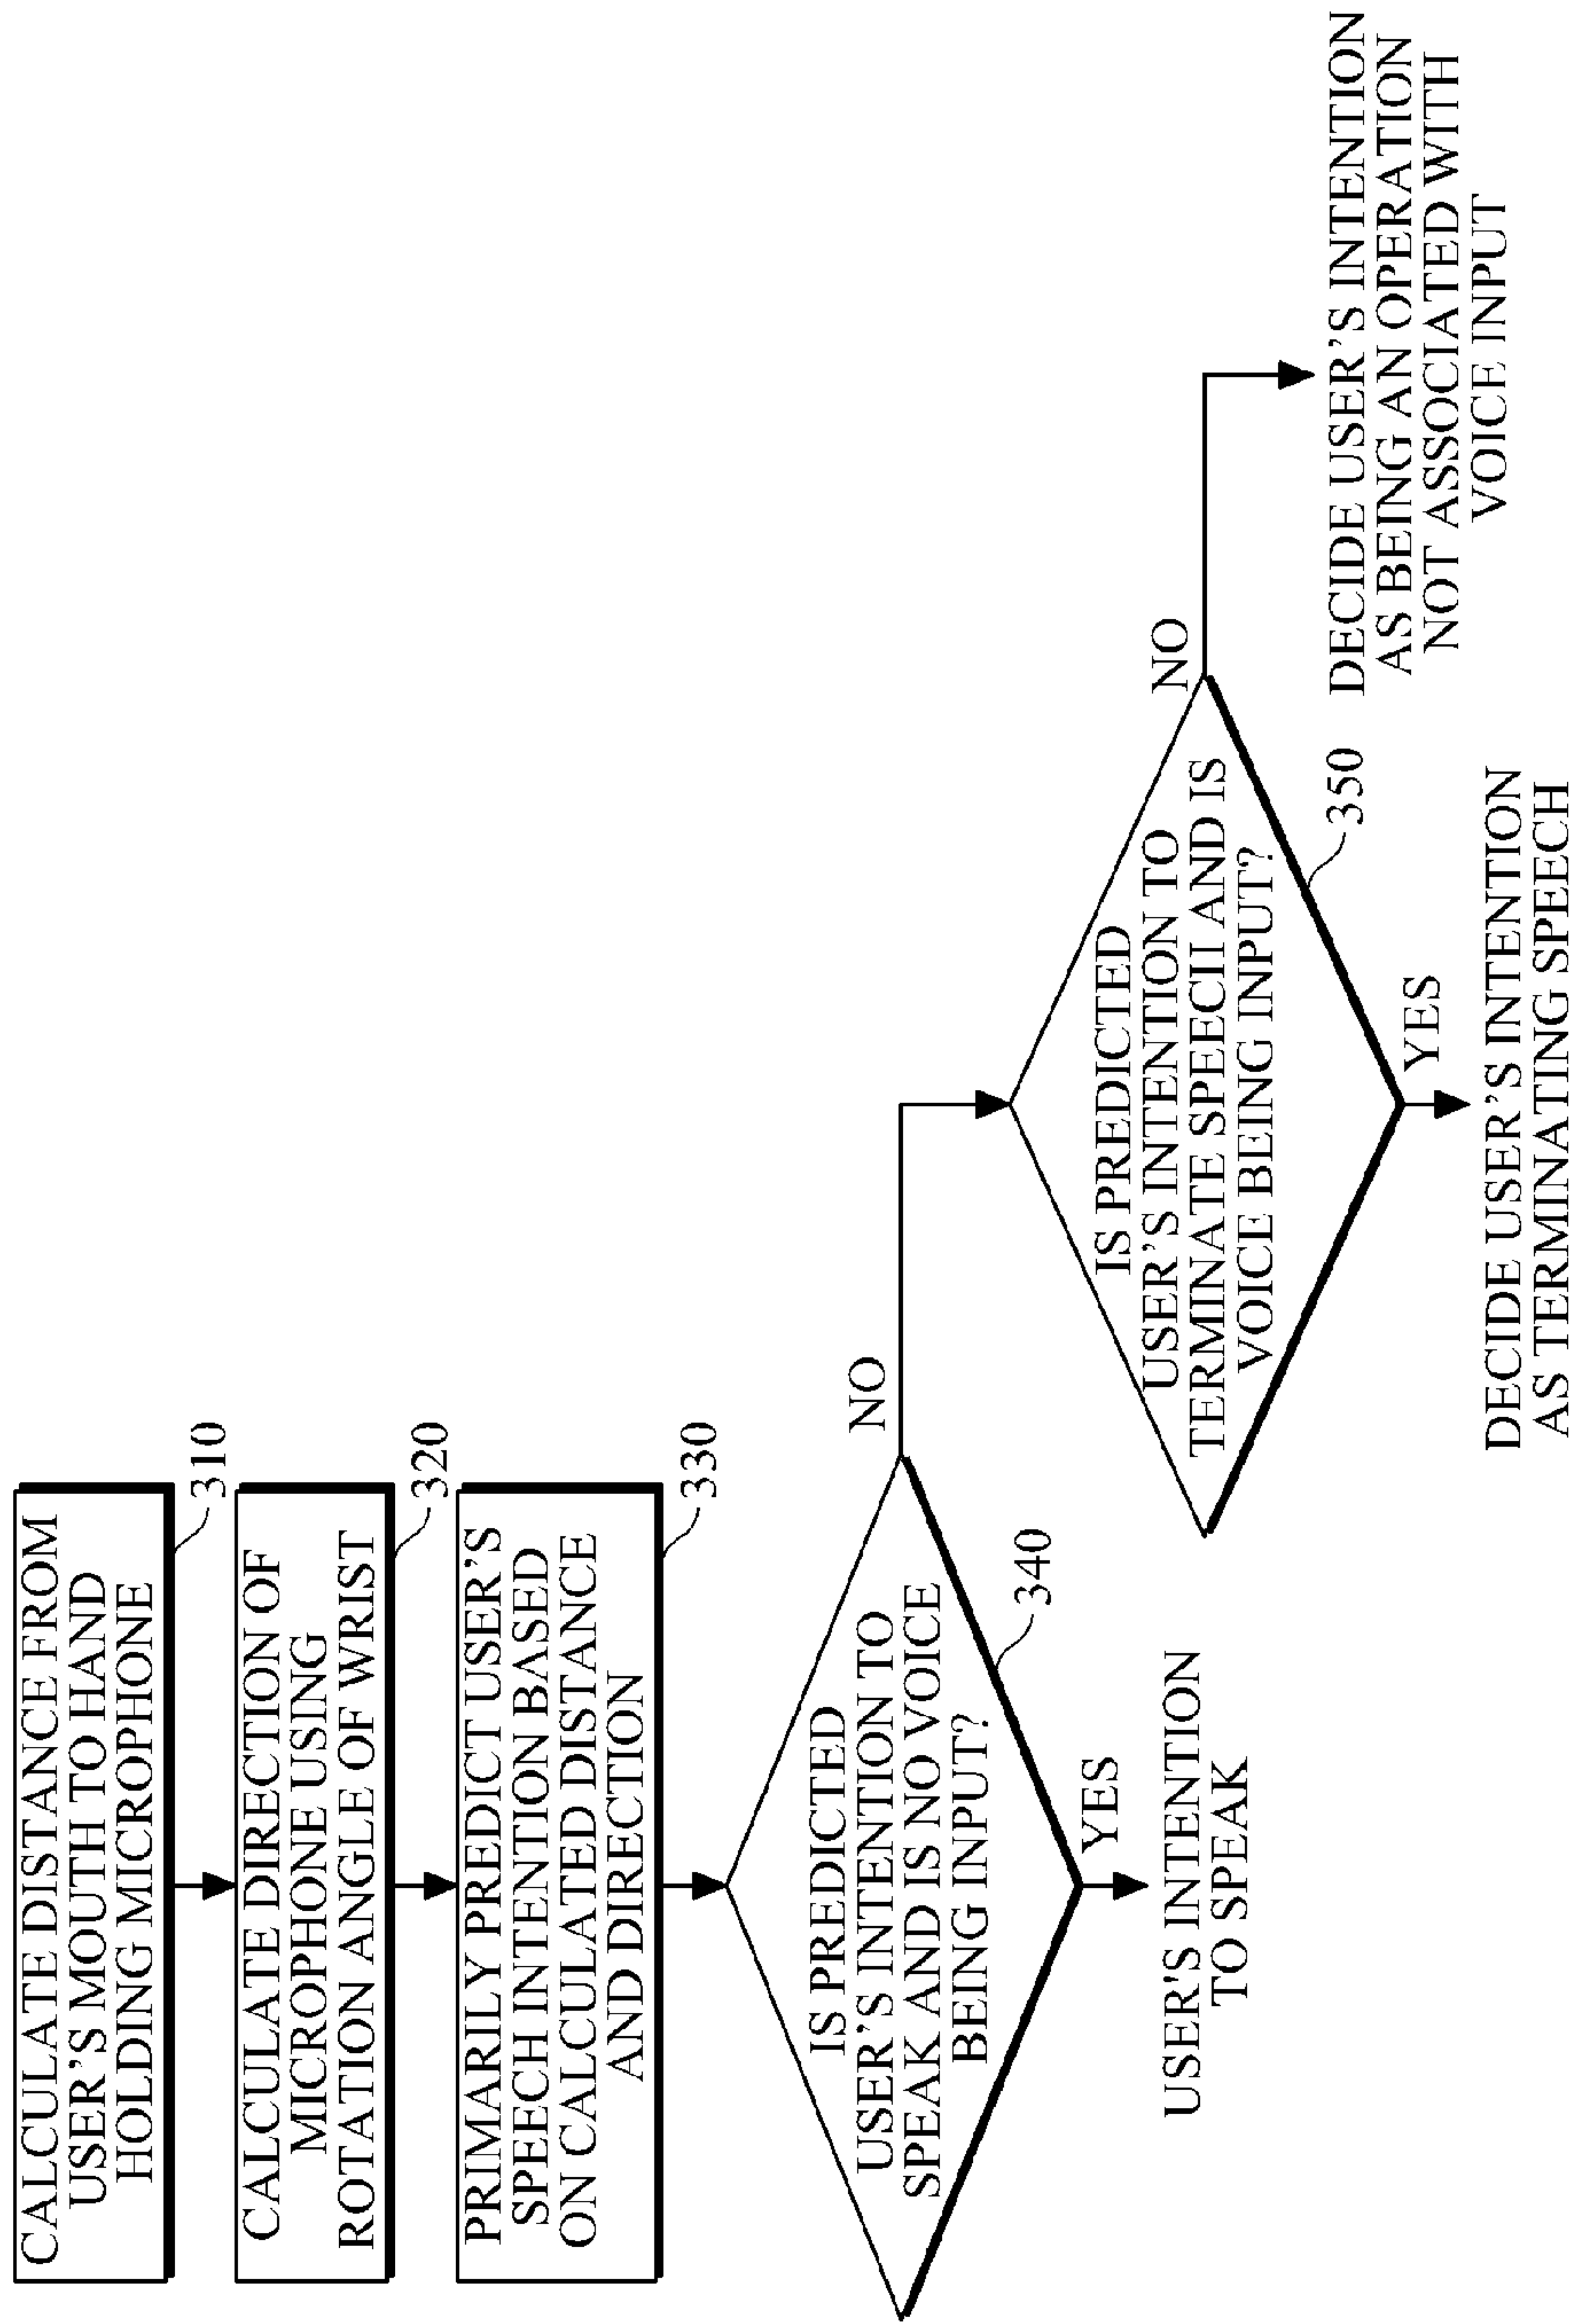 CALCULATE DISTANCE FROM
USER'S MOUTH TO HAND
HOLDING MICROPHONE
310
CALCULATE DIRECTION OF
MICROPHONE USING
ROTATION ANGLE OF WRIST
320
PRIMARILY PREDICT USER'S
SPEECH INTENTION BASED
ON CALCULATED DISTANCE
AND DIRECTION
330
IS PREDICTED
USER'S INTENTION TO
SPEAK AND IS NO VOICE
BEING INPUT?
340
NO
YES
USER'S INTENTION
TO SPEAK
IS PREDICTED
USER'S INTENTION TO
TERMINATE SPEECH AND IS
VOICE BEING INPUT?
350
NO
YES
DECIDE USER'S INTENTION
AS TERMINATING SPEECH
DECIDE USER'S INTENTION
AS BEING AN OPERATION
NOT ASSOCIATED WITH
VOICE INPUT